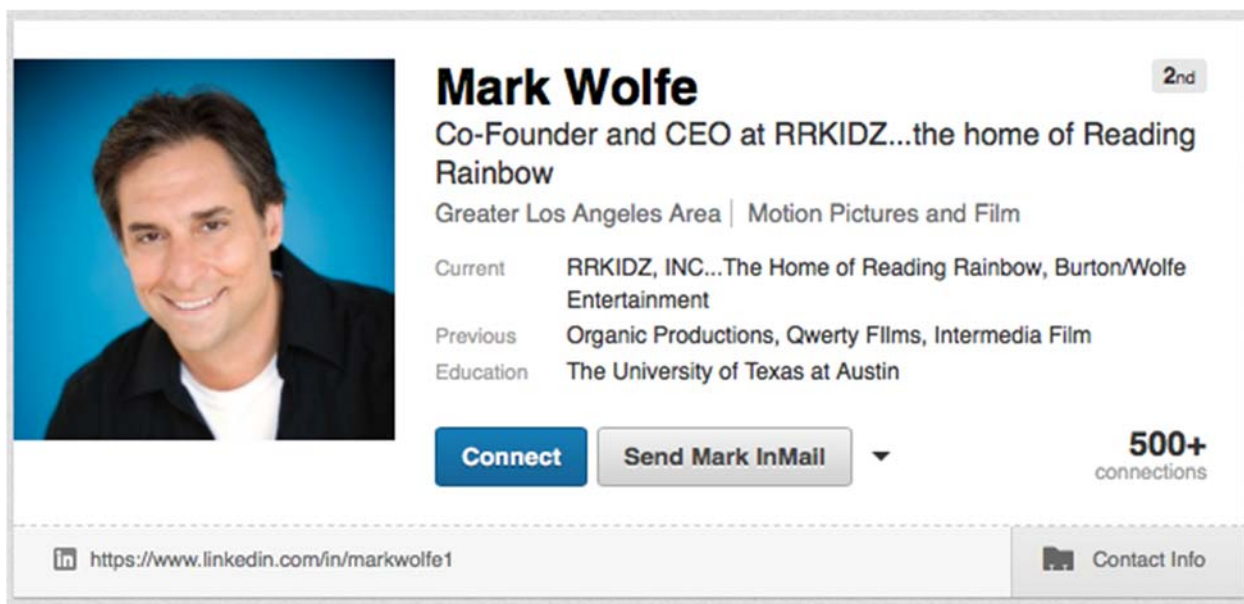 Mark Wolfe
2nd
Co-Founder and CEO at RRKIDZ...the home of Reading
Rainbow
Greater Los Angeles Area | Motion Pictures and Film
Current RRKIDZ, INC...The Home of Reading Rainbow, Burton/Wolfe
Entertainment
Previous Organic Productions, Qwerty FIlms, Intermedia Film
Education The University of Texas at Austin
Connect
Send Mark InMail
500+
connections
in https://www.linkedin.com/in/markwolfe1
Contact Info